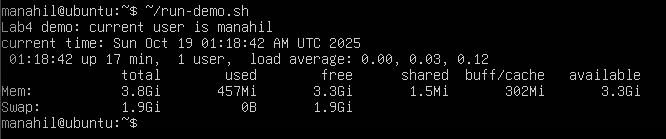 manahil@ubuntu:~$ ~/run-demo.sh
Lab4 demo: current user is manahil
current time: Sun Oct 19 01:18:42 AM UTC 2025
 01:18:42 up 17 min,  1 user,  load average: 0.00, 0.03, 0.12
               total        used        free      shared  buff/cache   available
Mem:           3.8Gi       457Mi       3.3Gi       1.5Mi       302Mi       3.3Gi
Swap:          1.9Gi          0B       1.9Gi
manahil@ubuntu:~$